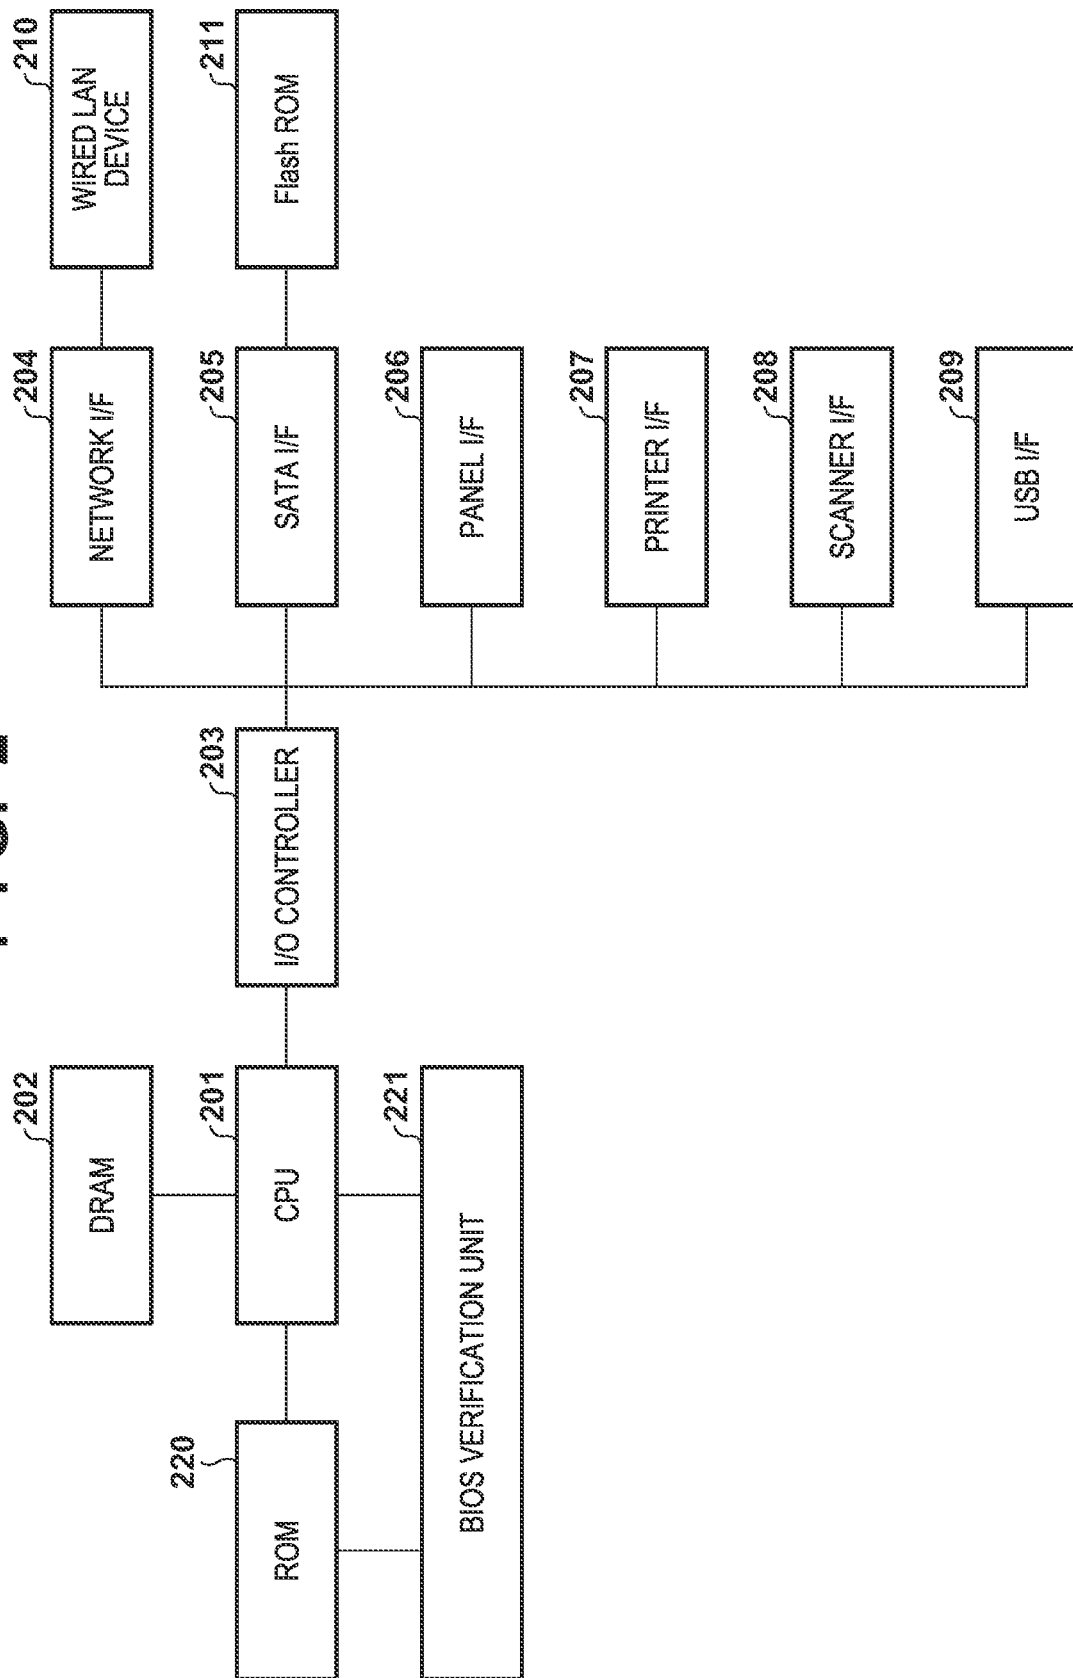 202
204
210
DRAM
NETWORK I/F
WIRED LAN
DEVICE
220
201
203
205
211
ROM
CPU
I/O CONTROLLER
SATA I/F
Flash ROM
221
206
BIOS VERIFICATION UNIT
PANEL I/F
207
PRINTER I/F
208
SCANNER I/F
209
USB I/F